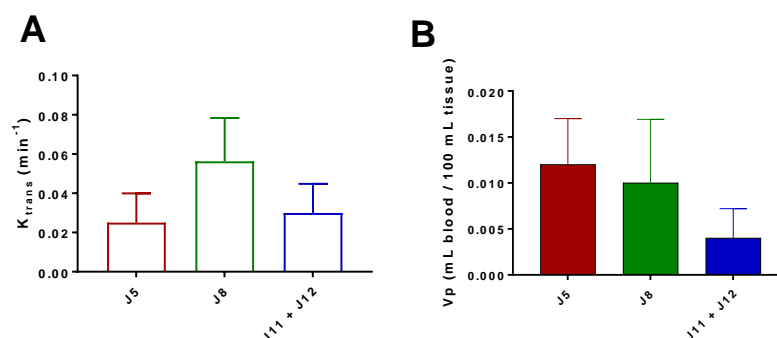 A
K trans (min-1)
0.10
0.08
0.06
0.04
0.02
0.00
J5
J8
J11 + J12
B
Vp (mL blood / 100 mL tissue)
0.020
0.015
0.010
0.005
0.000
J5
J8
J11 + J12